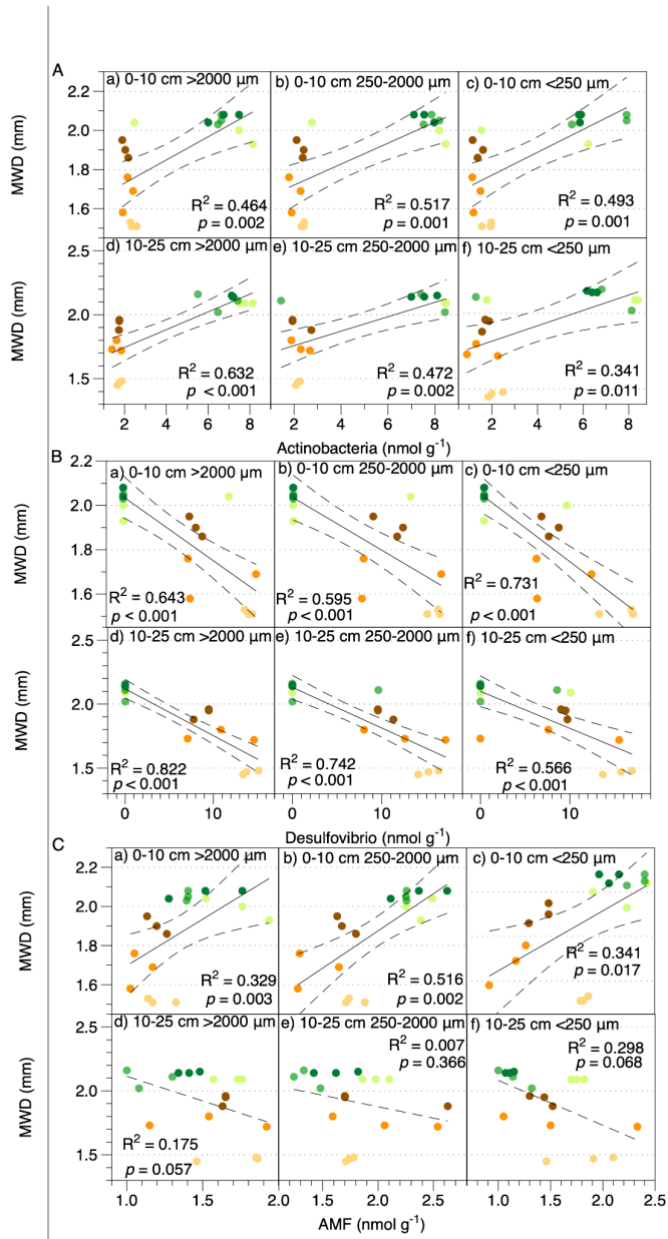 A
a) 0-10 cm >2000 µm
b) 0-10 cm 250-2000 µm
c) 0-10 cm <250 µm
2.2
2.0
1.8
1.6
MWD (mm)
R² = 0.464
p = 0.002
R² = 0.517
p = 0.001
R² = 0.493
p = 0.001
d) 10-25 cm >2000 µm
e) 10-25 cm 250-2000 µm
f) 10-25 cm <250 µm
2.5
2.0
1.5
MWD (mm)
R² = 0.632
p < 0.001
R² = 0.472
p = 0.002
R² = 0.341
p = 0.011
2 4 6 8 2 4 6 8 2 4 6 8
Actinobacteria (nmol g⁻¹)
B
a) 0-10 cm >2000 µm
b) 0-10 cm 250-2000 µm
c) 0-10 cm <250 µm
2.2
2.0
1.8
1.6
MWD (mm)
R² = 0.643
p < 0.001
R² = 0.595
p < 0.001
R² = 0.731
p < 0.001
d) 10-25 cm >2000 µm
e) 10-25 cm 250-2000 µm
f) 10-25 cm <250 µm
2.5
2.0
1.5
MWD (mm)
R² = 0.822
p < 0.001
R² = 0.742
p < 0.001
R² = 0.566
p < 0.001
0 10 0 10 0 10
Desulfovibrio (nmol g⁻¹)
C
a) 0-10 cm >2000 µm
b) 0-10 cm 250-2000 µm
c) 0-10 cm <250 µm
2.2
2.0
1.8
1.6
MWD (mm)
R² = 0.329
p = 0.003
R² = 0.516
p = 0.002
R² = 0.341
p = 0.017
d) 10-25 cm >2000 µm
e) 10-25 cm 250-2000 µm
f) 10-25 cm <250 µm
2.5
2.0
1.5
MWD (mm)
R² = 0.175
p = 0.057
R² = 0.007
p = 0.366
R² = 0.298
p = 0.068
1.0 1.5 2.0 1.5 2.0 2.5 1.0 1.5 2.0 2.5
AMF (nmol g⁻¹)